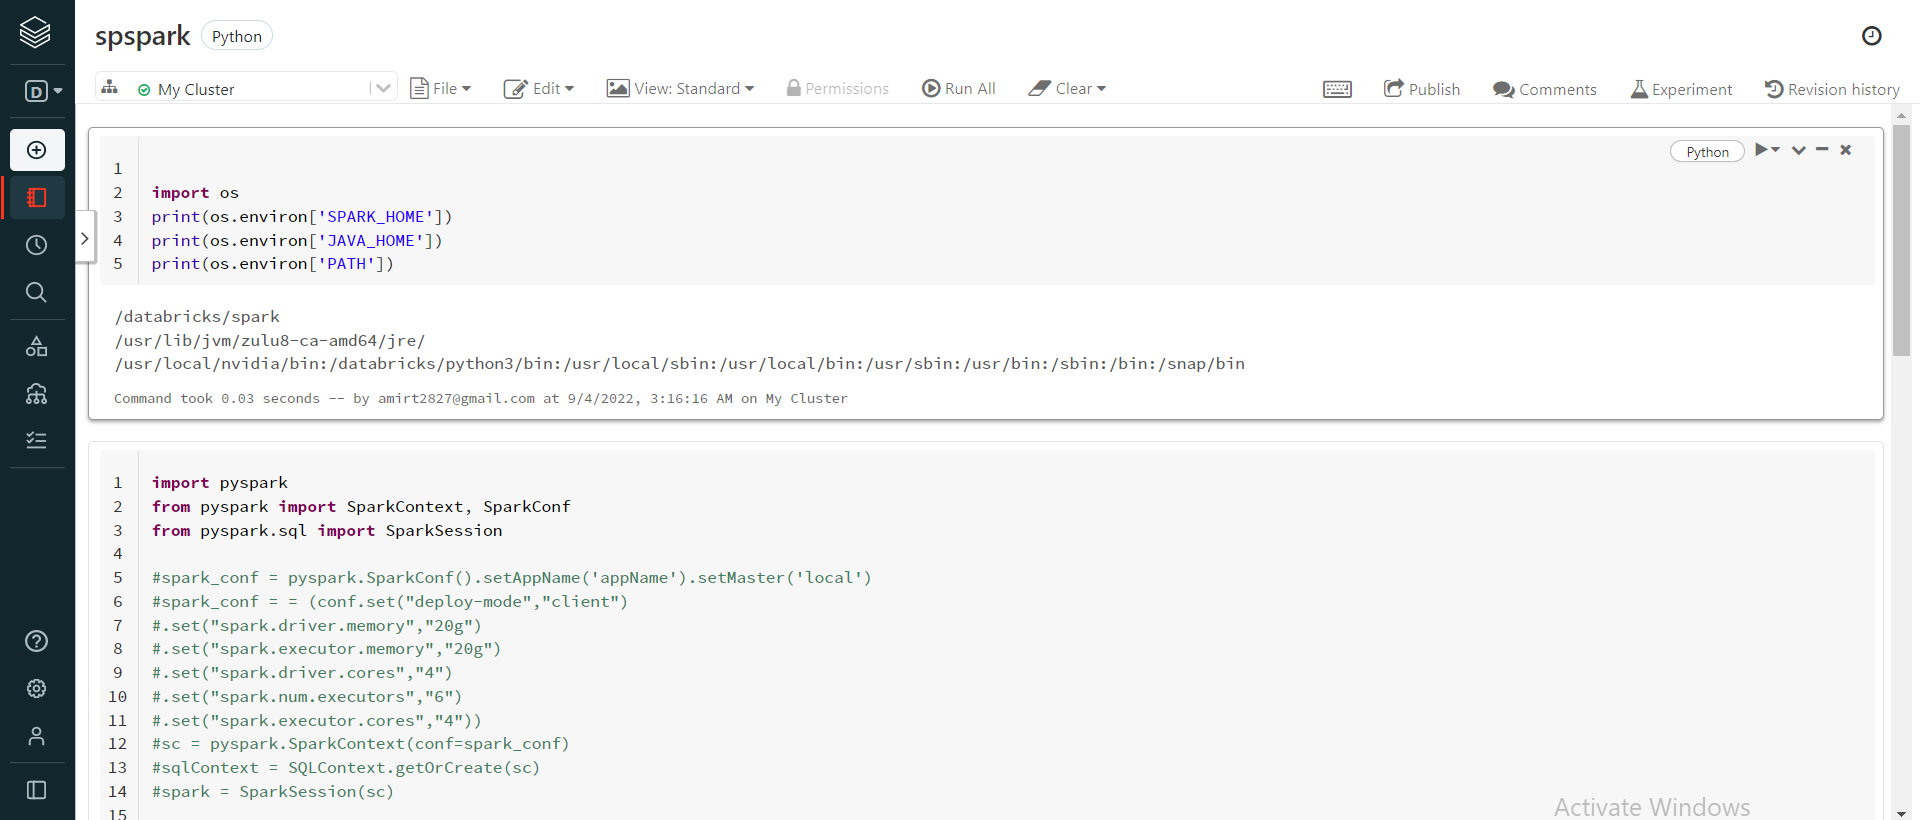 spspark Python
D My Cluster File Edit View: Standard Permissions Run All Clear Publish Comments Experiment Revision history
Python
1
2 import os
3 print(os.environ['SPARK_HOME'])
4 print(os.environ['JAVA_HOME'])
5 print(os.environ['PATH'])
/databricks/spark
/usr/lib/jvm/zulu8-ca-amd64/jre/
/usr/local/nvidia/bin:/databricks/python3/bin:/usr/local/sbin:/usr/local/bin:/usr/sbin:/usr/bin:/sbin:/bin:/snap/bin
Command took 0.03 seconds -- by amirt2827@gmail.com at 9/4/2022, 3:16:16 AM on My Cluster
1 import pyspark
2 from pyspark import SparkContext, SparkConf
3 from pyspark.sql import SparkSession
4
5 #spark_conf = pyspark.SparkConf().setAppName('appName').setMaster('local')
6 #spark_conf = = (conf.set("deploy-mode","client")
7 #.set("spark.driver.memory","20g")
8 #.set("spark.executor.memory","20g")
9 #.set("spark.driver.cores","4")
10 #.set("spark.num.executors","6")
11 #.set("spark.executor.cores","4"))
12 #sc = pyspark.SparkContext(conf=spark_conf)
13 #sqlContext = SQLContext.getOrCreate(sc)
14 #spark = SparkSession(sc)
15
Activate Windows